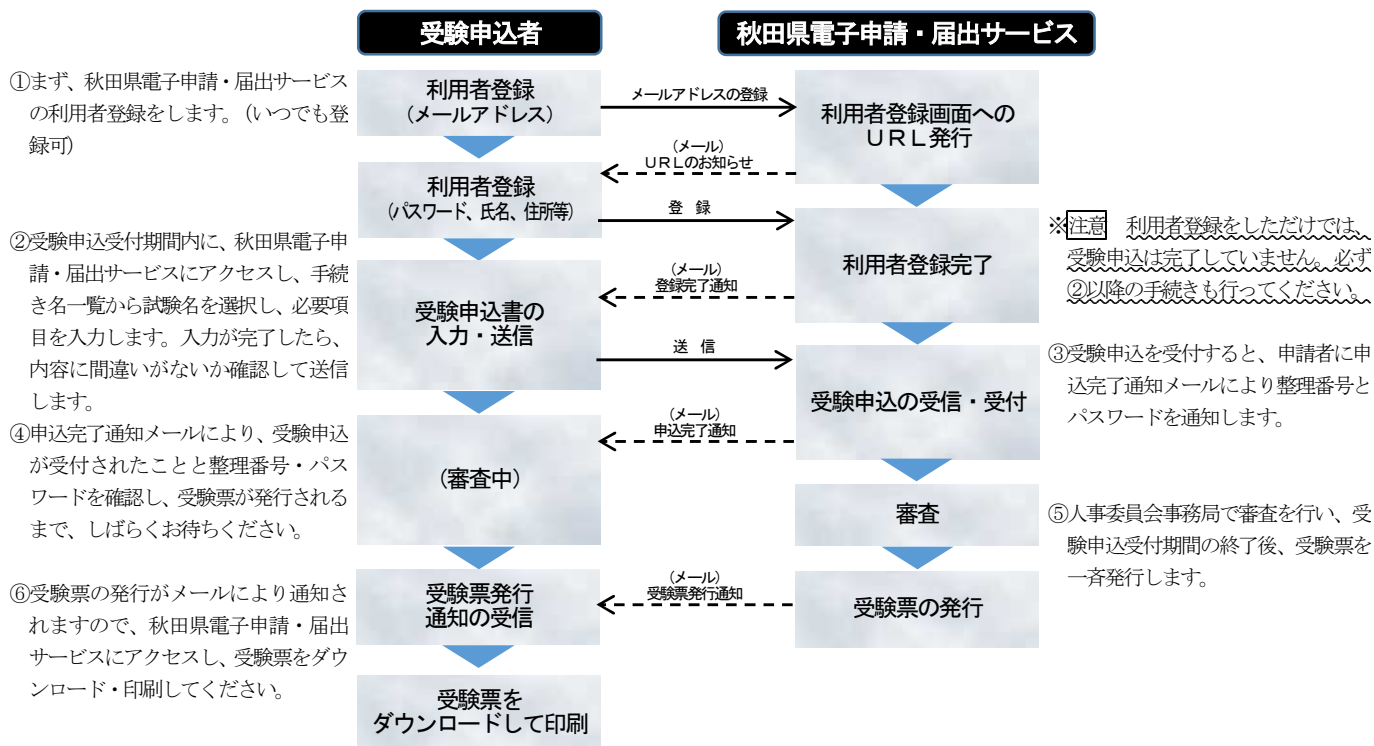 受験申込者
秋田県電子申請・届出サービス
①まず、秋田県電子申請・届出サービス
の利用者登録をします。（いつでも登
録可）
利用者登録
（メールアドレス）
メールアドレスの登録
利用者登録画面への
ＵＲＬ発行
（メール）
ＵＲＬのお知らせ
利用者登録
（パスワード、氏名、住所等）
登　録
利用者登録完了
※注意　利用者登録をしただけでは、
受験申込は完了していません。必ず
②以降の手続きも行ってください。
②受験申込受付期間内に、秋田県電子申
請・届出サービスにアクセスし、手続
き名一覧から試験名を選択し、必要項
目を入力します。入力が完了したら、
内容に間違いがないか確認して送信
します。
（メール）
登録完了通知
受験申込書の
入力・送信
送　信
受験申込の受信・受付
③受験申込を受付すると、申請者に申
込完了通知メールにより整理番号と
パスワードを通知します。
④申込完了通知メールにより、受験申込
が受付されたことと整理番号・パス
ワードを確認し、受験票が発行される
まで、しばらくお待ちください。
（メール）
申込完了通知
（審査中）
審査
⑤人事委員会事務局で審査を行い、受
験申込受付期間の終了後、受験票を
一斉発行します。
⑥受験票の発行がメールにより通知さ
れますので、秋田県電子申請・届出
サービスにアクセスし、受験票をダウ
ンロード・印刷してください。
受験票発行
通知の受信
（メール）
受験票発行通知
受験票の発行
受験票を
ダウンロードして印刷